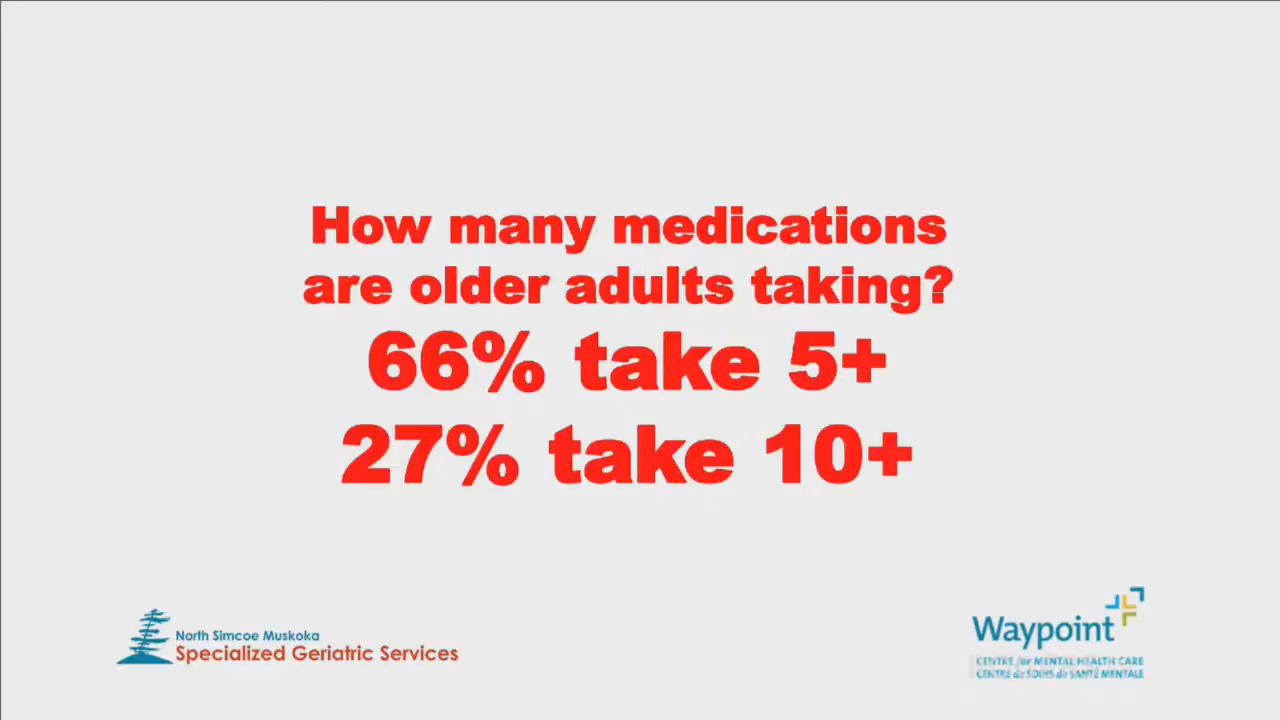 How many medications
are older adults taking?
66% take 5+
27% take 10+
North Simcoe Muskoka
Specialized Geriatric Services
Waypoint
CENTRE for MENTAL HEALTH CARE
CENTRE de SOINS de SANTÉ MENTALE